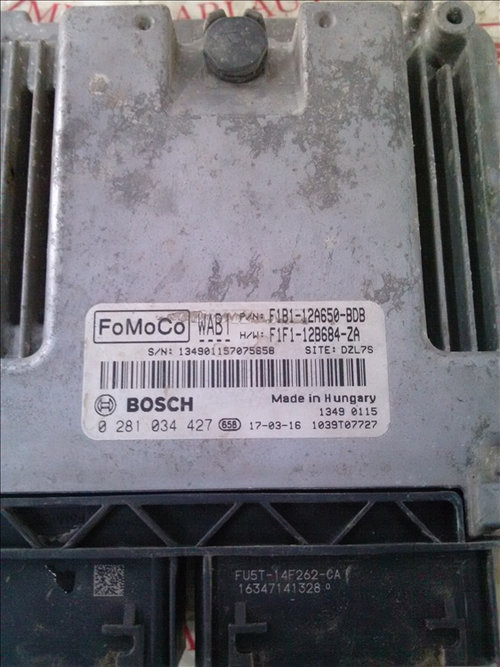 FoMoCo WAB1 P/N: F1B1-12A650-BDB
H/W: F1F1-12B684-ZA
S/N: 134901157075658 SITE: DZL7S
BOSCH Made in Hungary
1349 0115
0 281 034 427 658 17-03-16 1039T07727
FU5T-14F262-CA
16347141328